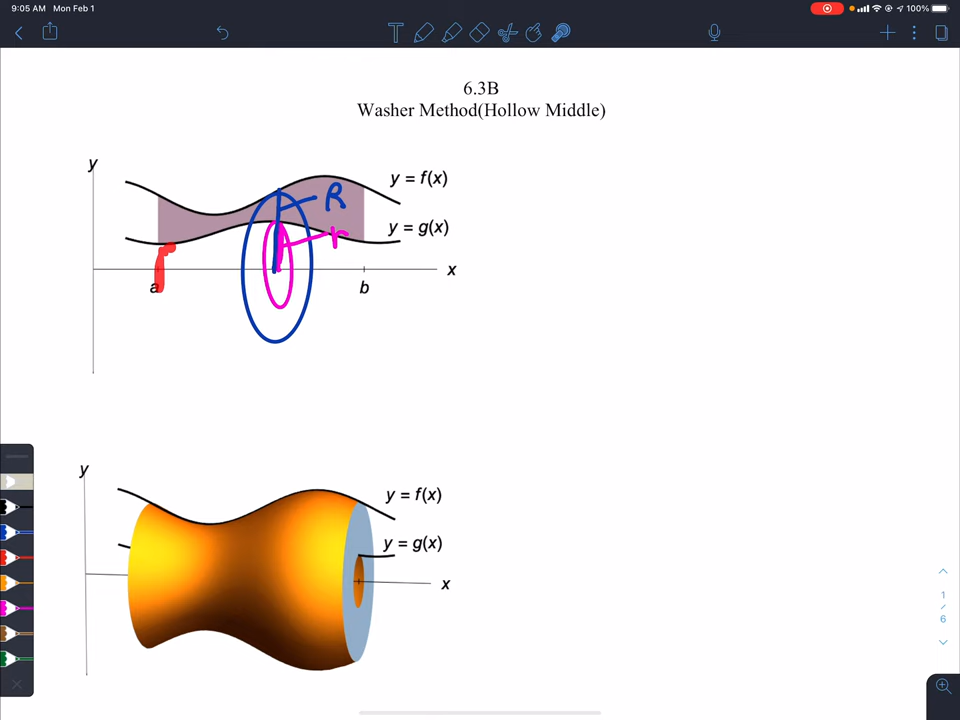 9:05 AM Mon Feb 1
100%
T
6.3B
Washer Method(Hollow Middle)
y
y = f(x)
R
y = g(x)
r
x
a
b
y
y = f(x)
y = g(x)
x
1
/
6